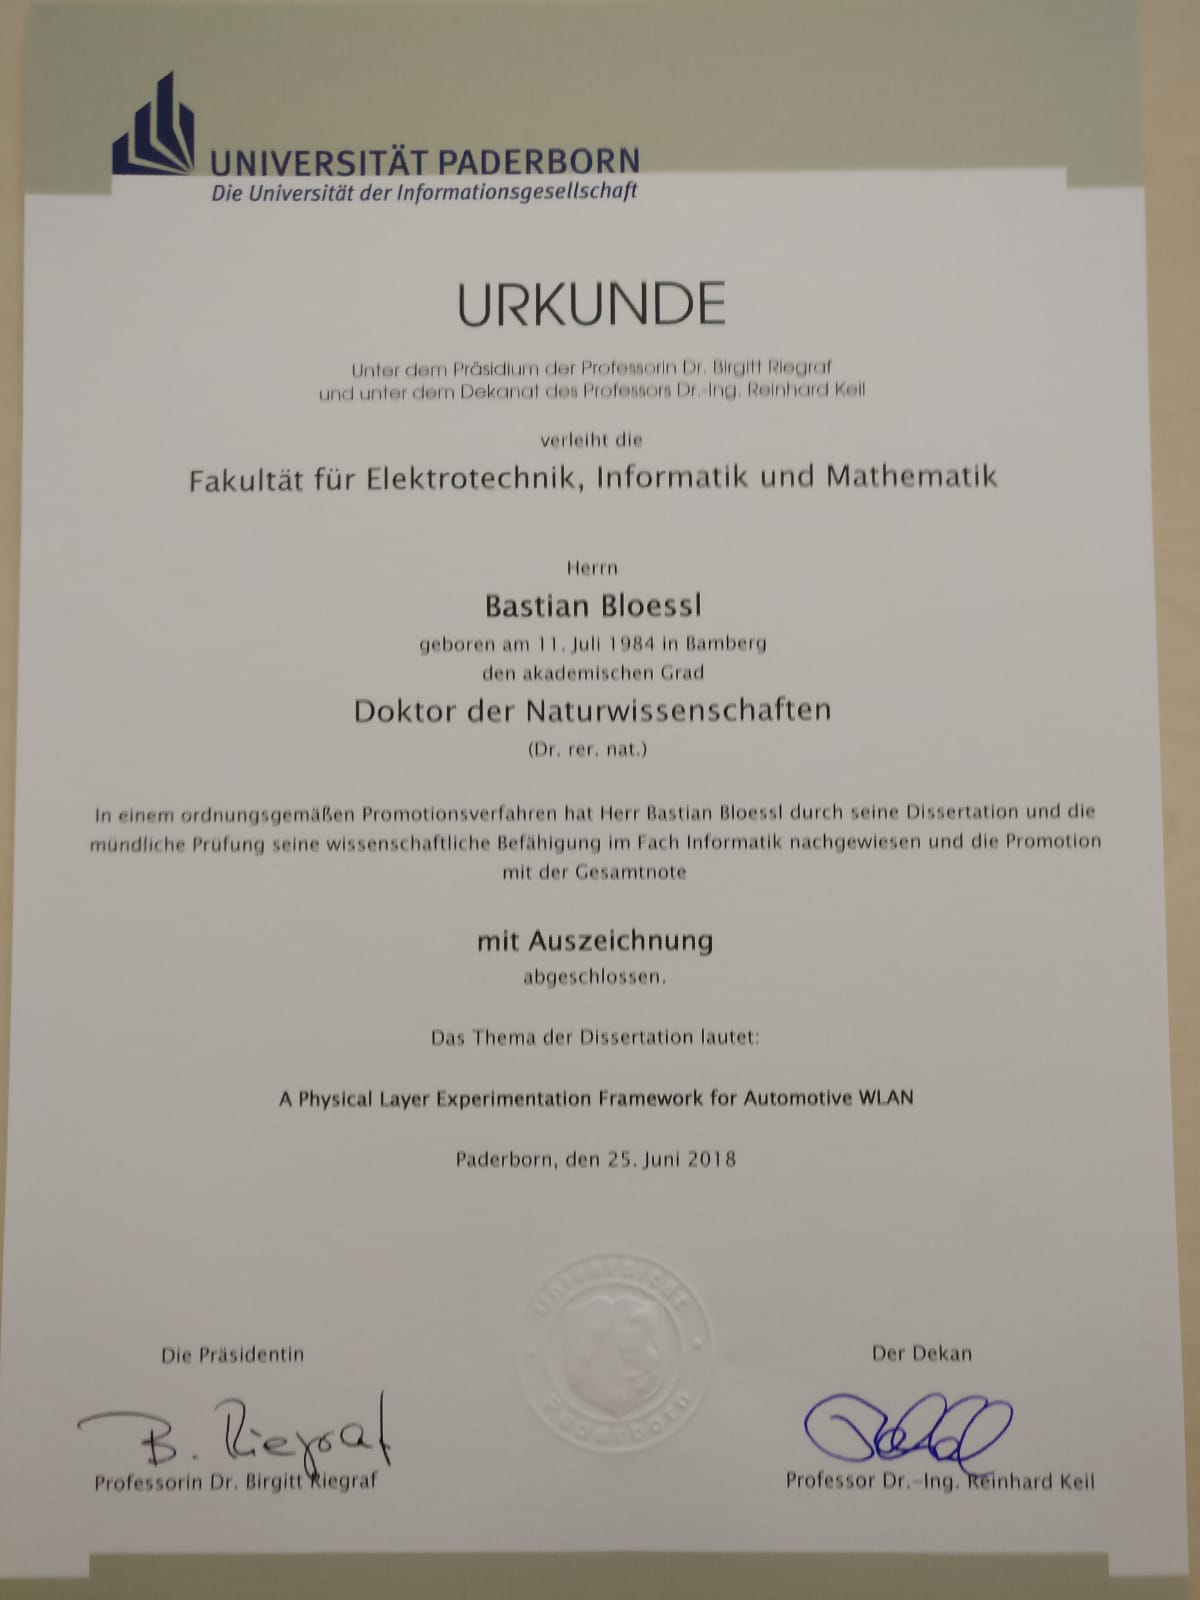 UNIVERSITÄT PADERBORN
Die Universität der Informationsgesellschaft
URKUNDE
Unter dem Präsidium der Professorin Dr. Birgitt Riegraf
und unter dem Dekanat des Professors Dr.-Ing. Reinhard Keil
verleiht die
Fakultät für Elektrotechnik, Informatik und Mathematik
Herrn
Bastian Bloessl
geboren am 11. Juli 1984 in Bamberg
den akademischen Grad
Doktor der Naturwissenschaften
(Dr. rer. nat.)
In einem ordnungsgemäßen Promotionsverfahren hat Herr Bastian Bloessl durch seine Dissertation und die
mündliche Prüfung seine wissenschaftliche Befähigung im Fach Informatik nachgewiesen und die Promotion
mit der Gesamtnote
mit Auszeichnung
abgeschlossen.
Das Thema der Dissertation lautet:
A Physical Layer Experimentation Framework for Automotive WLAN
Paderborn, den 25. Juni 2018
Universität
Paderborn
Die Präsidentin
Der Dekan
B. Riegraf
Professorin Dr. Birgitt Riegraf
Professor Dr.-Ing. Reinhard Keil